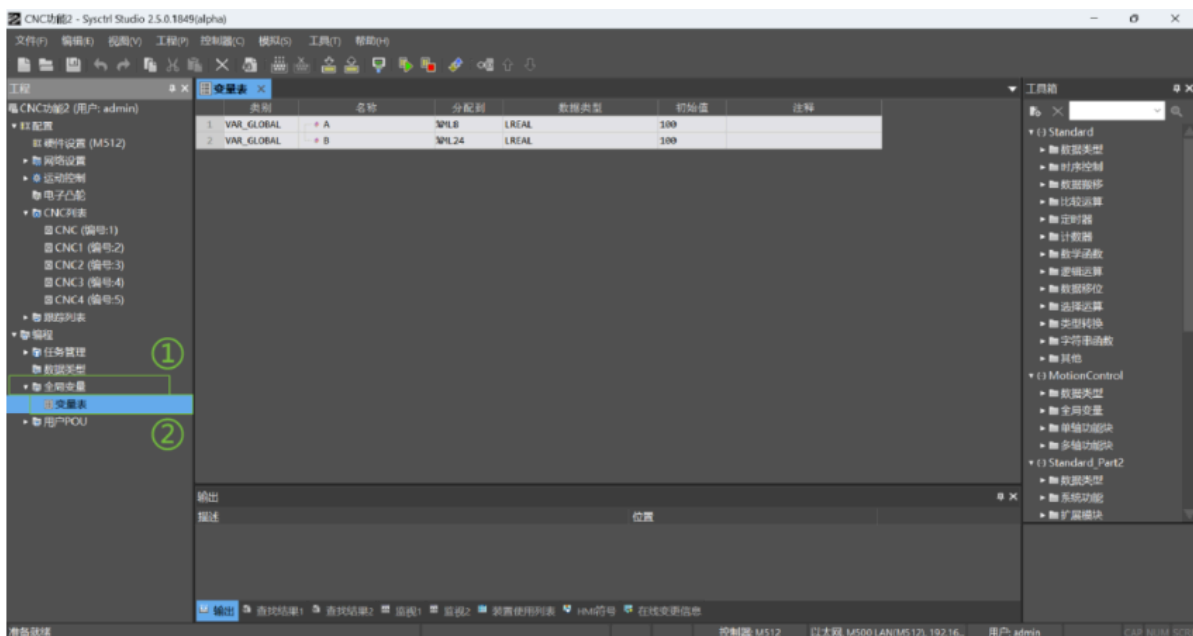 CNC功能2 - Sysctrl Studio 2.5.0.1849(alpha)
文件(F) 编辑(E) 视图(V) 工程(P) 控制器(C) 模拟(S) 工具(T) 帮助(H)
工程
变量表
工具箱
CNC功能2 (用户: admin)
配置
硬件设置 (M512)
网络设置
运动控制
电子凸轮
CNC列表
CNC (编号:1)
CNC1 (编号:2)
CNC2 (编号:3)
CNC3 (编号:4)
CNC4 (编号:5)
跟踪列表
编程
任务管理
①
数据类型
全局变量
变量表
用户POU
②
类别 名称 分配到 数据类型 初始值 注释
1 VAR_GLOBAL A %ML8 LREAL 100
2 VAR_GLOBAL B %ML24 LREAL 100
输出
描述 位置
输出 查找结果1 查找结果2 监视1 监视2 装置使用列表 HMI符号 在线变更信息
Standard
数据类型
时序控制
数据搬移
比较运算
定时器
计数器
数学函数
逻辑运算
数据移位
选择运算
类型转换
字符串函数
其他
MotionControl
数据类型
全局变量
单轴功能块
多轴功能块
Standard_Part2
数据类型
系统功能
扩展模块
准备就绪 控制器: M512 以太网, M500 LAN(M512), 192.16... 用户: admin CAP NUM SCR